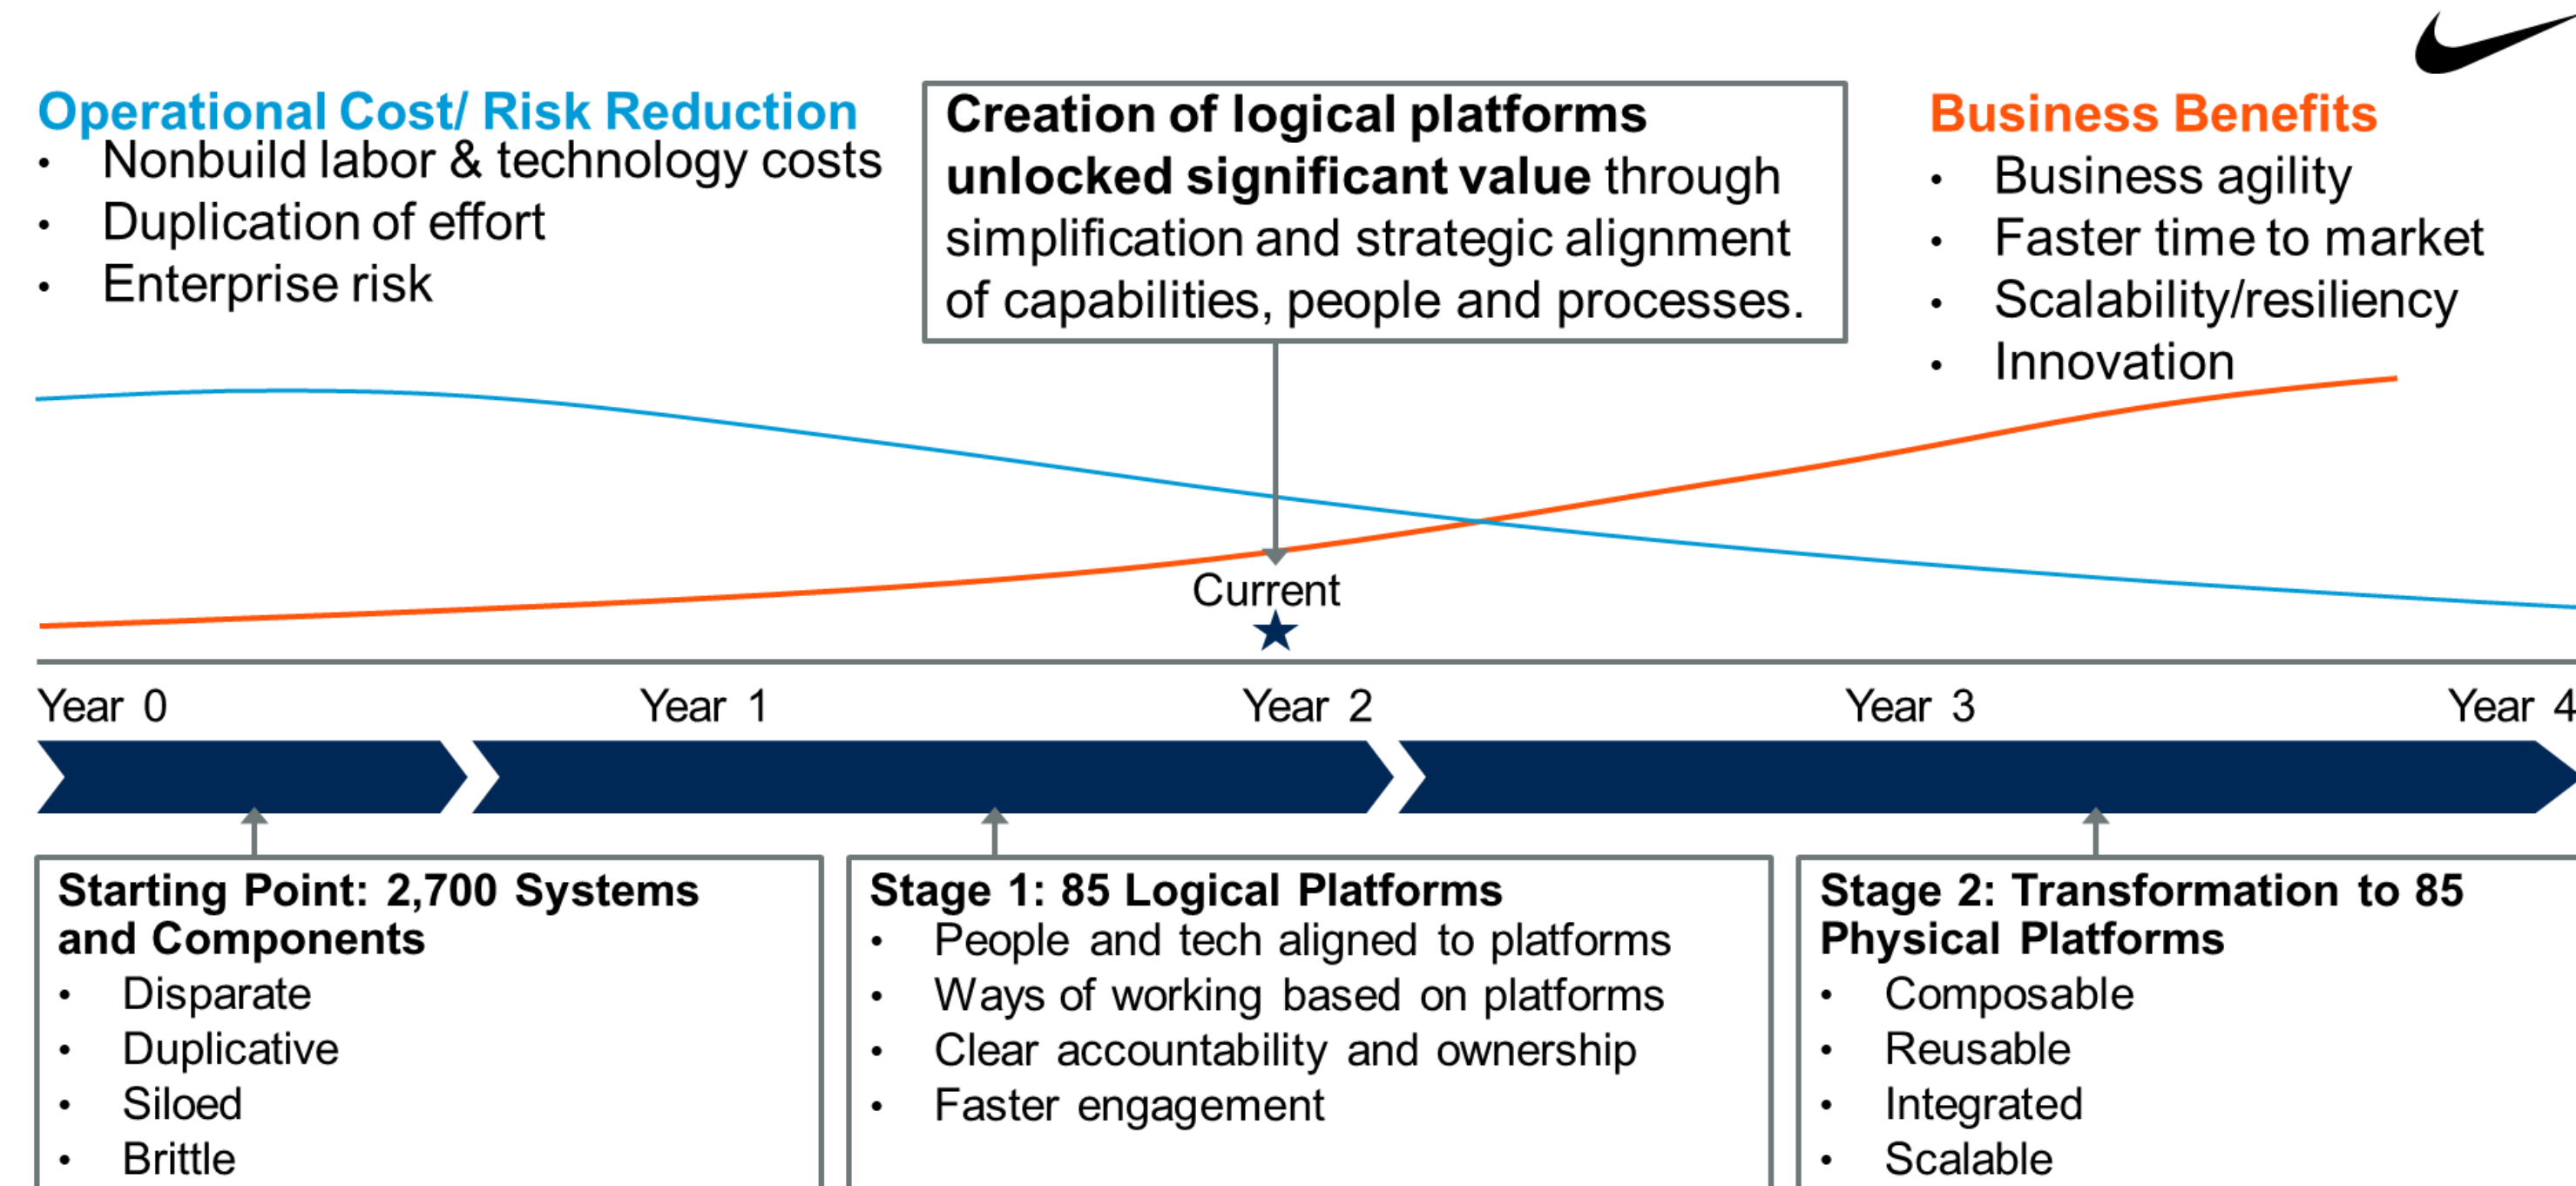 Operational Cost/ Risk Reduction
• Nonbuild labor & technology costs
• Duplication of effort
• Enterprise risk
Creation of logical platforms
unlocked significant value through
simplification and strategic alignment
of capabilities, people and processes.
Business Benefits
• Business agility
• Faster time to market
• Scalability/resiliency
• Innovation
Current
Year 0
Year 1
Year 2
Year 3
Year 4
Starting Point: 2,700 Systems
and Components
• Disparate
• Duplicative
• Siloed
• Brittle
Stage 1: 85 Logical Platforms
• People and tech aligned to platforms
• Ways of working based on platforms
• Clear accountability and ownership
• Faster engagement
Stage 2: Transformation to 85
Physical Platforms
• Composable
• Reusable
• Integrated
• Scalable